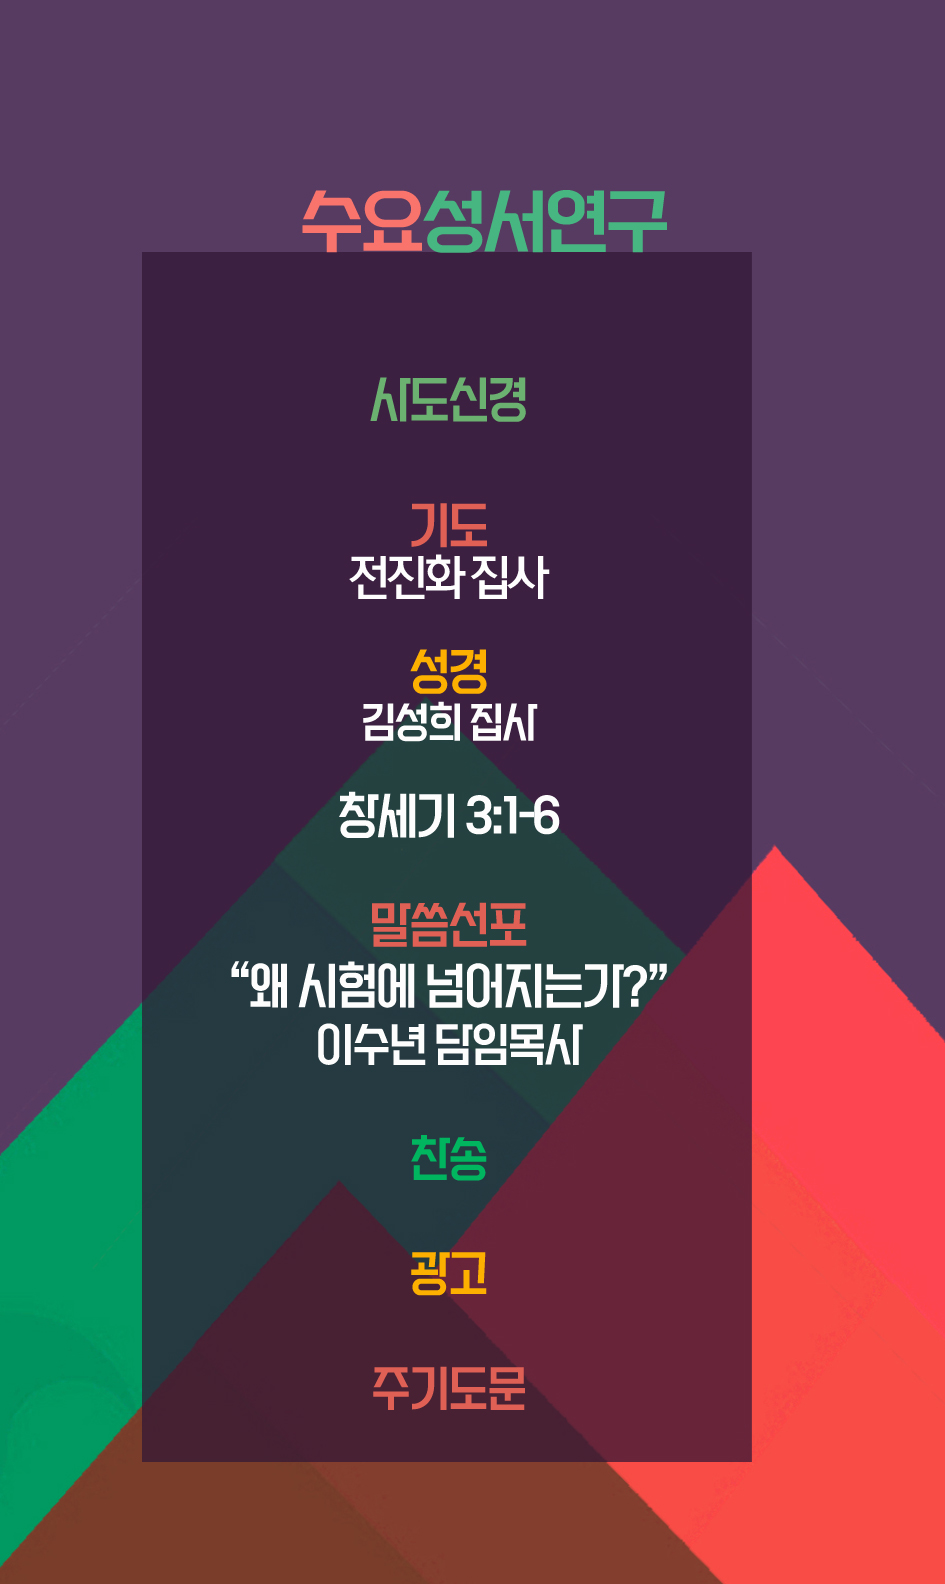 수요성서연구
사도신경
기도
전진화 집사
성경
김성희 집사
창세기 3:1-6
말씀선포
“왜 시험에 넘어지는가?”
이수년 담임목사
찬송
광고
주기도문